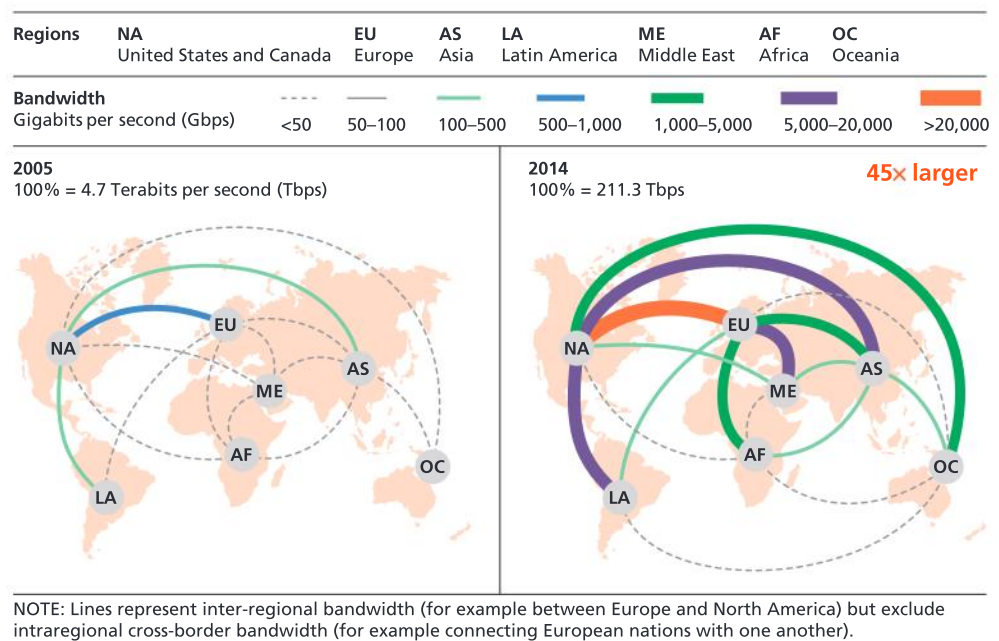 Regions NA EU AS LA ME AF OC
United States and Canada Europe Asia Latin America Middle East Africa Oceania
Bandwidth
Gigabits per second (Gbps) <50 50–100 100–500 500–1,000 1,000–5,000 5,000–20,000 >20,000
2005
100% = 4.7 Terabits per second (Tbps)
NA
EU
AS
ME
AF
OC
LA
2014
100% = 211.3 Tbps
45x larger
NA
EU
AS
ME
AF
OC
LA
NOTE: Lines represent inter-regional bandwidth (for example between Europe and North America) but exclude
intraregional cross-border bandwidth (for example connecting European nations with one another).